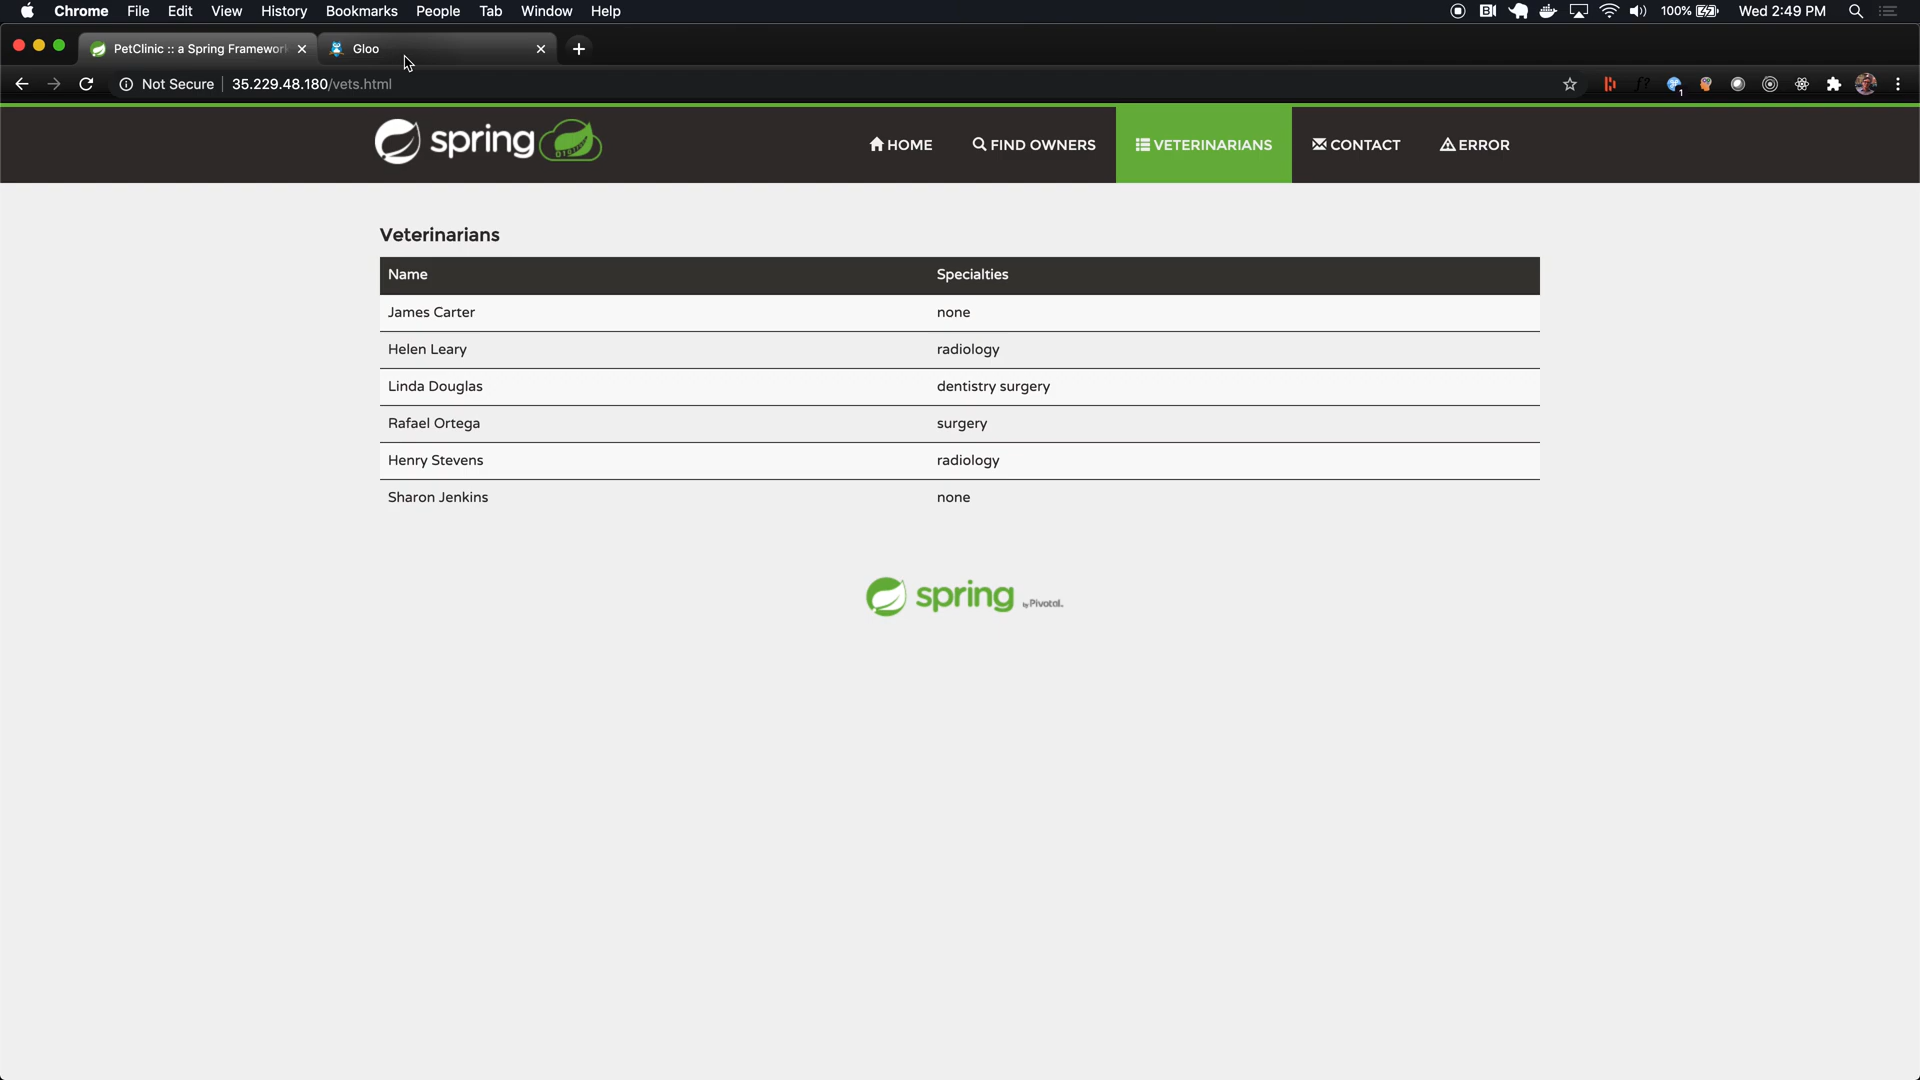 Chrome File Edit View History Bookmarks People Tab Window Help 100% Wed 2:49 PM
PetClinic :: a Spring Framewor Gloo
Not Secure 35.229.48.180/vets.html
1
spring HOME FIND OWNERS VETERINARIANS CONTACT ERROR
Veterinarians
Name Specialties
James Carter none
Helen Leary radiology
Linda Douglas dentistry surgery
Rafael Ortega surgery
Henry Stevens radiology
Sharon Jenkins none
spring by Pivotal.